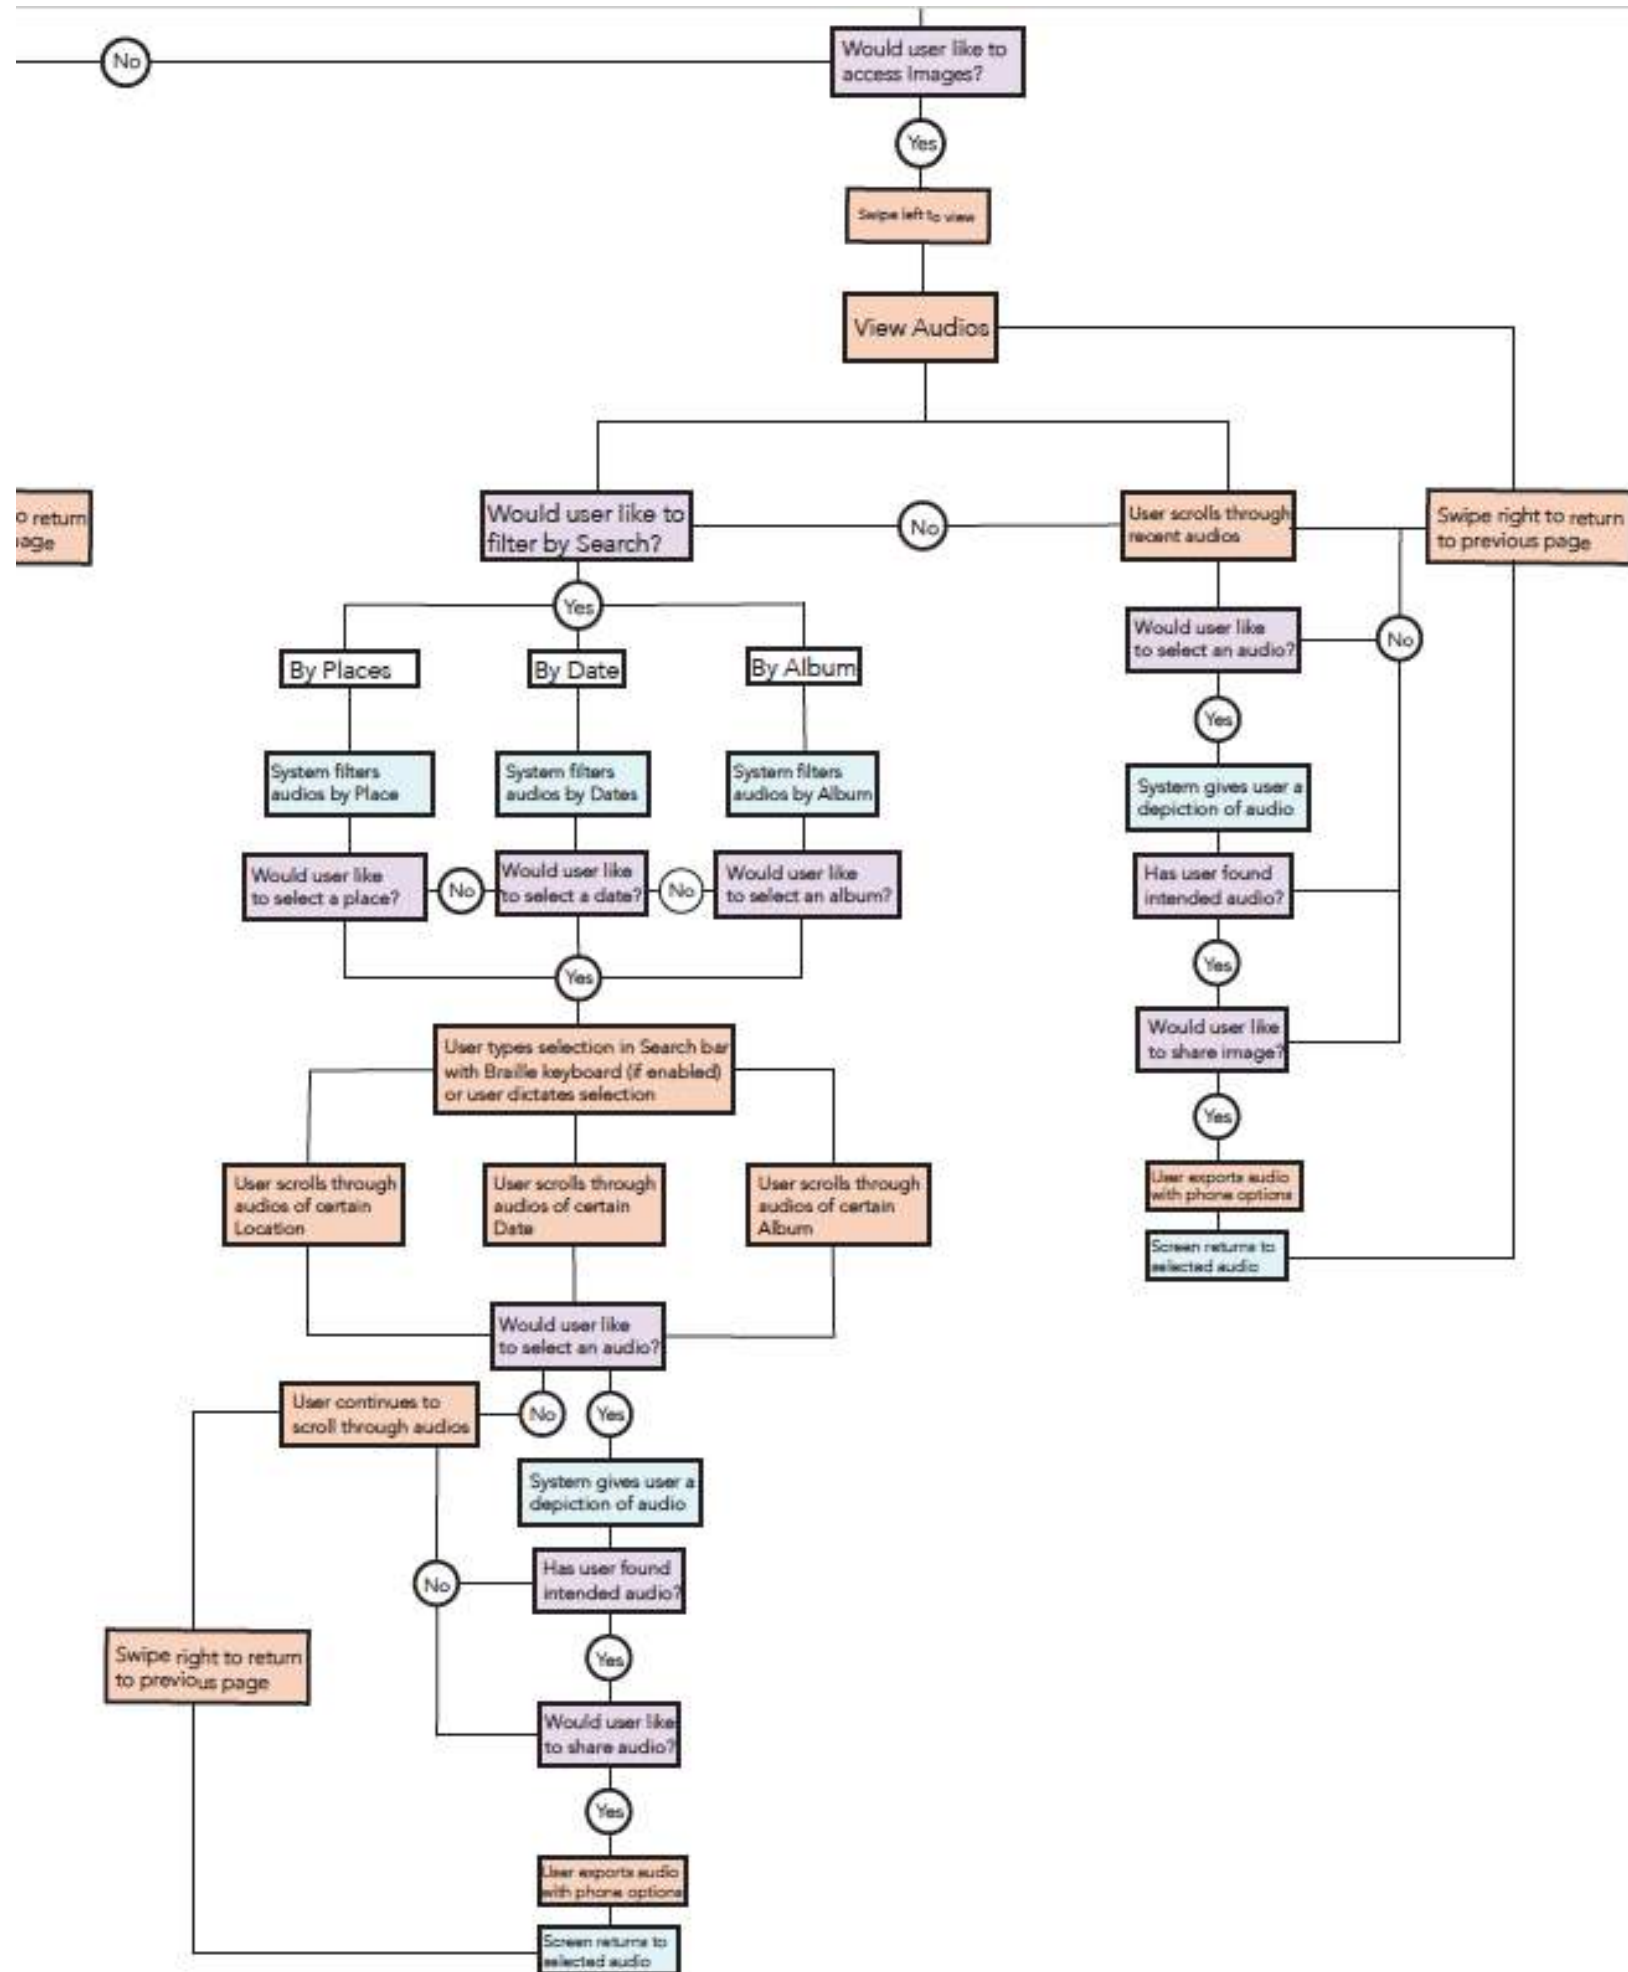 No
Would user like to
access Images?
Yes
Swipe left to view
View Audios
o return
age
Would user like to
filter by Search?
No
User scrolls through
recent audios
Swipe right to return
to previous page
Yes
By Places
By Date
By Album
Would user like
to select an audio?
No
Yes
System filters
audios by Place
System filters
audios by Dates
System filters
audios by Album
System gives user a
depiction of audio
Would user like
to select a place?
No
Would user like
to select a date?
No
Would user like
to select an album?
Has user found
intended audio?
Yes
Yes
User types selection in Search bar
with Braille keyboard (if enabled)
or user dictates selection
Would user like
to share image?
Yes
User scrolls through
audios of certain
Location
User scrolls through
audios of certain
Date
User scrolls through
audios of certain
Album
User exports audio
with phone options
Screen returns to
selected audio
Would user like
to select an audio?
User continues to
scroll through audios
No
Yes
System gives user a
depiction of audio
No
Has user found
intended audio?
Swipe right to return
to previous page
Yes
Would user like
to share audio?
Yes
User exports audio
with phone options
Screen returns to
selected audio